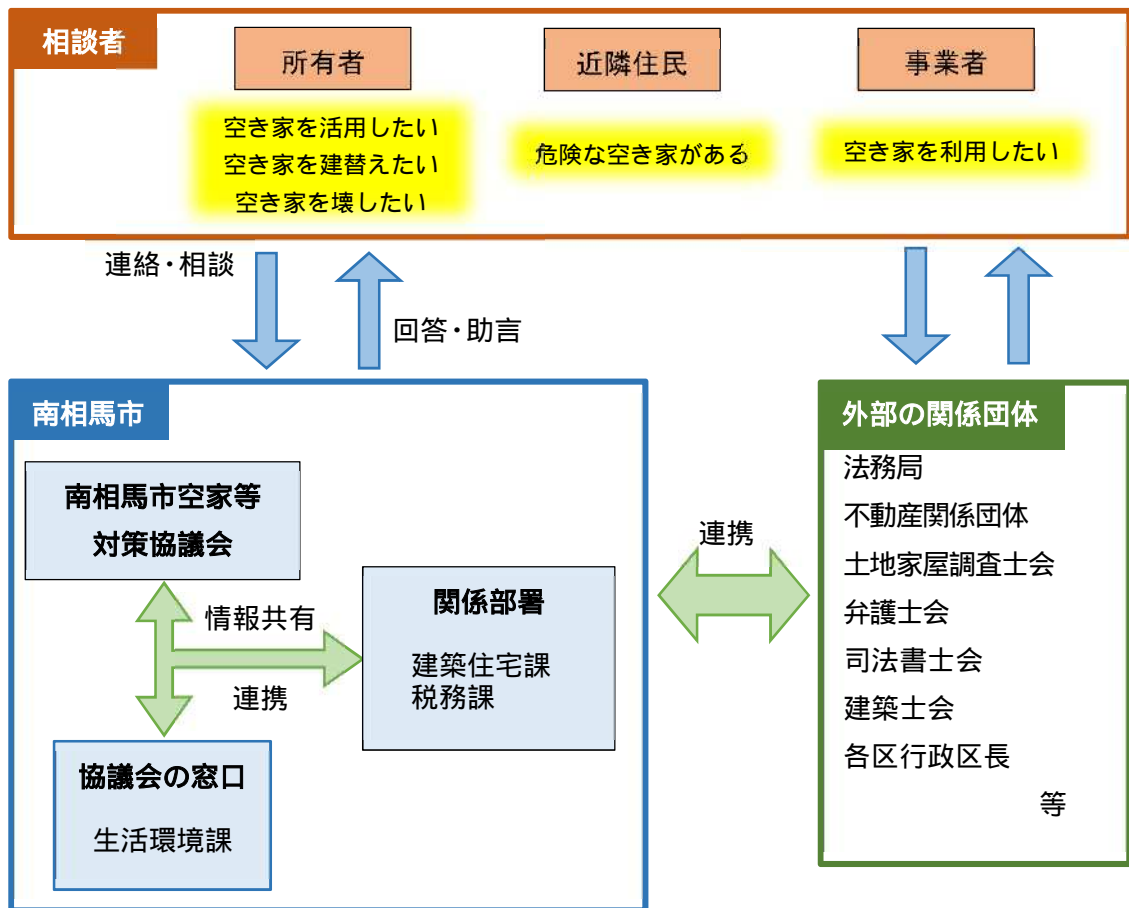 相談者
所有者
近隣住民
事業者
空き家を活用したい
空き家を建替えたい
空き家を壊したい
危険な空き家がある
空き家を利用したい
連絡・相談
回答・助言
南相馬市
南相馬市空家等
対策協議会
情報共有
連携
関係部署
建築住宅課
税務課
協議会の窓口
生活環境課
連携
外部の関係団体
法務局
不動産関係団体
土地家屋調査士会
弁護士会
司法書士会
建築士会
各区行政区長
等